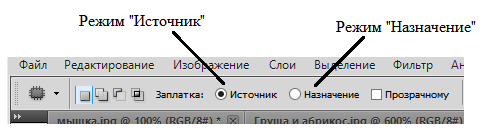 Режим "Источник"
Режим "Назначение"
Файл Редактирование Изображение Слои Выделение Фильтр Ан
Заплатка: Источник Назначение Прозрачному
мышка.jpg @ 100% (RGB/8#) * Груша и абрикос.jpg @ 600% (RGB/8#)